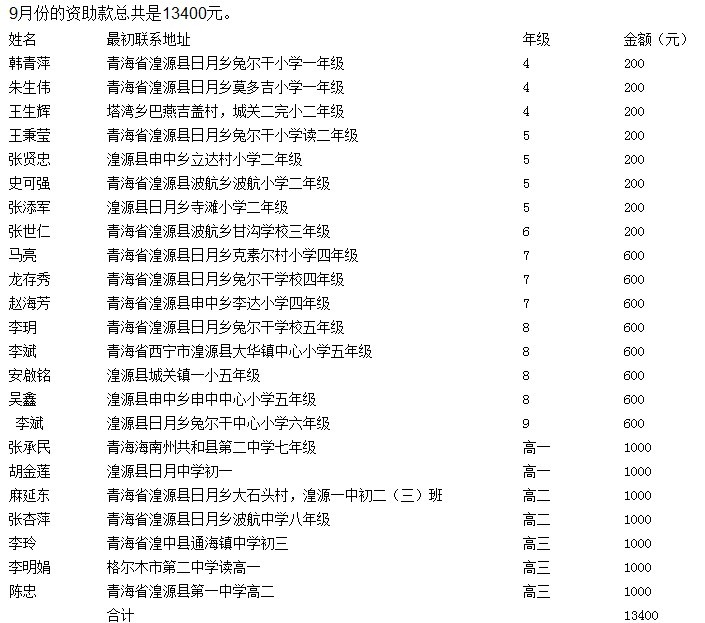 9月份的资助款总共是13400元。
姓名 最初联系地址 年级 金额（元）
韩青萍 青海省湟源县日月乡兔尔干小学一年级 4 200
朱生伟 青海省湟源县日月乡莫多吉小学一年级 4 200
王生辉 塔湾乡巴燕吉盖村，城关二完小二年级 4 200
王秉莹 青海省湟源县日月乡兔尔干小学读二年级 5 200
张贤忠 湟源县申中乡立达村小学二年级 5 200
史可强 青海省湟源县波航乡波航小学二年级 5 200
张添军 湟源县日月乡寺滩小学二年级 5 200
张世仁 青海省湟源县波航乡甘沟学校三年级 6 200
马亮 青海省湟源县日月乡克素尔村小学四年级 7 600
龙存秀 青海省湟源县日月乡兔尔干学校四年级 7 600
赵海芳 青海省湟源县申中乡李达小学四年级 7 600
李玥 青海省湟源县日月乡兔尔干学校五年级 8 600
李斌 青海省西宁市湟源县大华镇中心小学五年级 8 600
安啟铭 湟源县城关镇一小五年级 8 600
吴鑫 湟源县申中乡申中中心小学五年级 8 600
李斌 湟源县日月乡兔尔干中心小学六年级 9 600
张承民 青海海南州共和县第二中学七年级 高一 1000
胡金莲 湟源县日月中学初一 高一 1000
麻延东 青海省湟源县日月乡大石头村，湟源一中初二（三）班 高二 1000
张杏萍 青海省湟源县日月乡波航中学八年级 高二 1000
李玲 青海省湟中县通海镇中学初三 高三 1000
李明娟 格尔木市第二中学读高一 高三 1000
陈忠 青海省湟源县第一中学高二 高三 1000
合计 13400